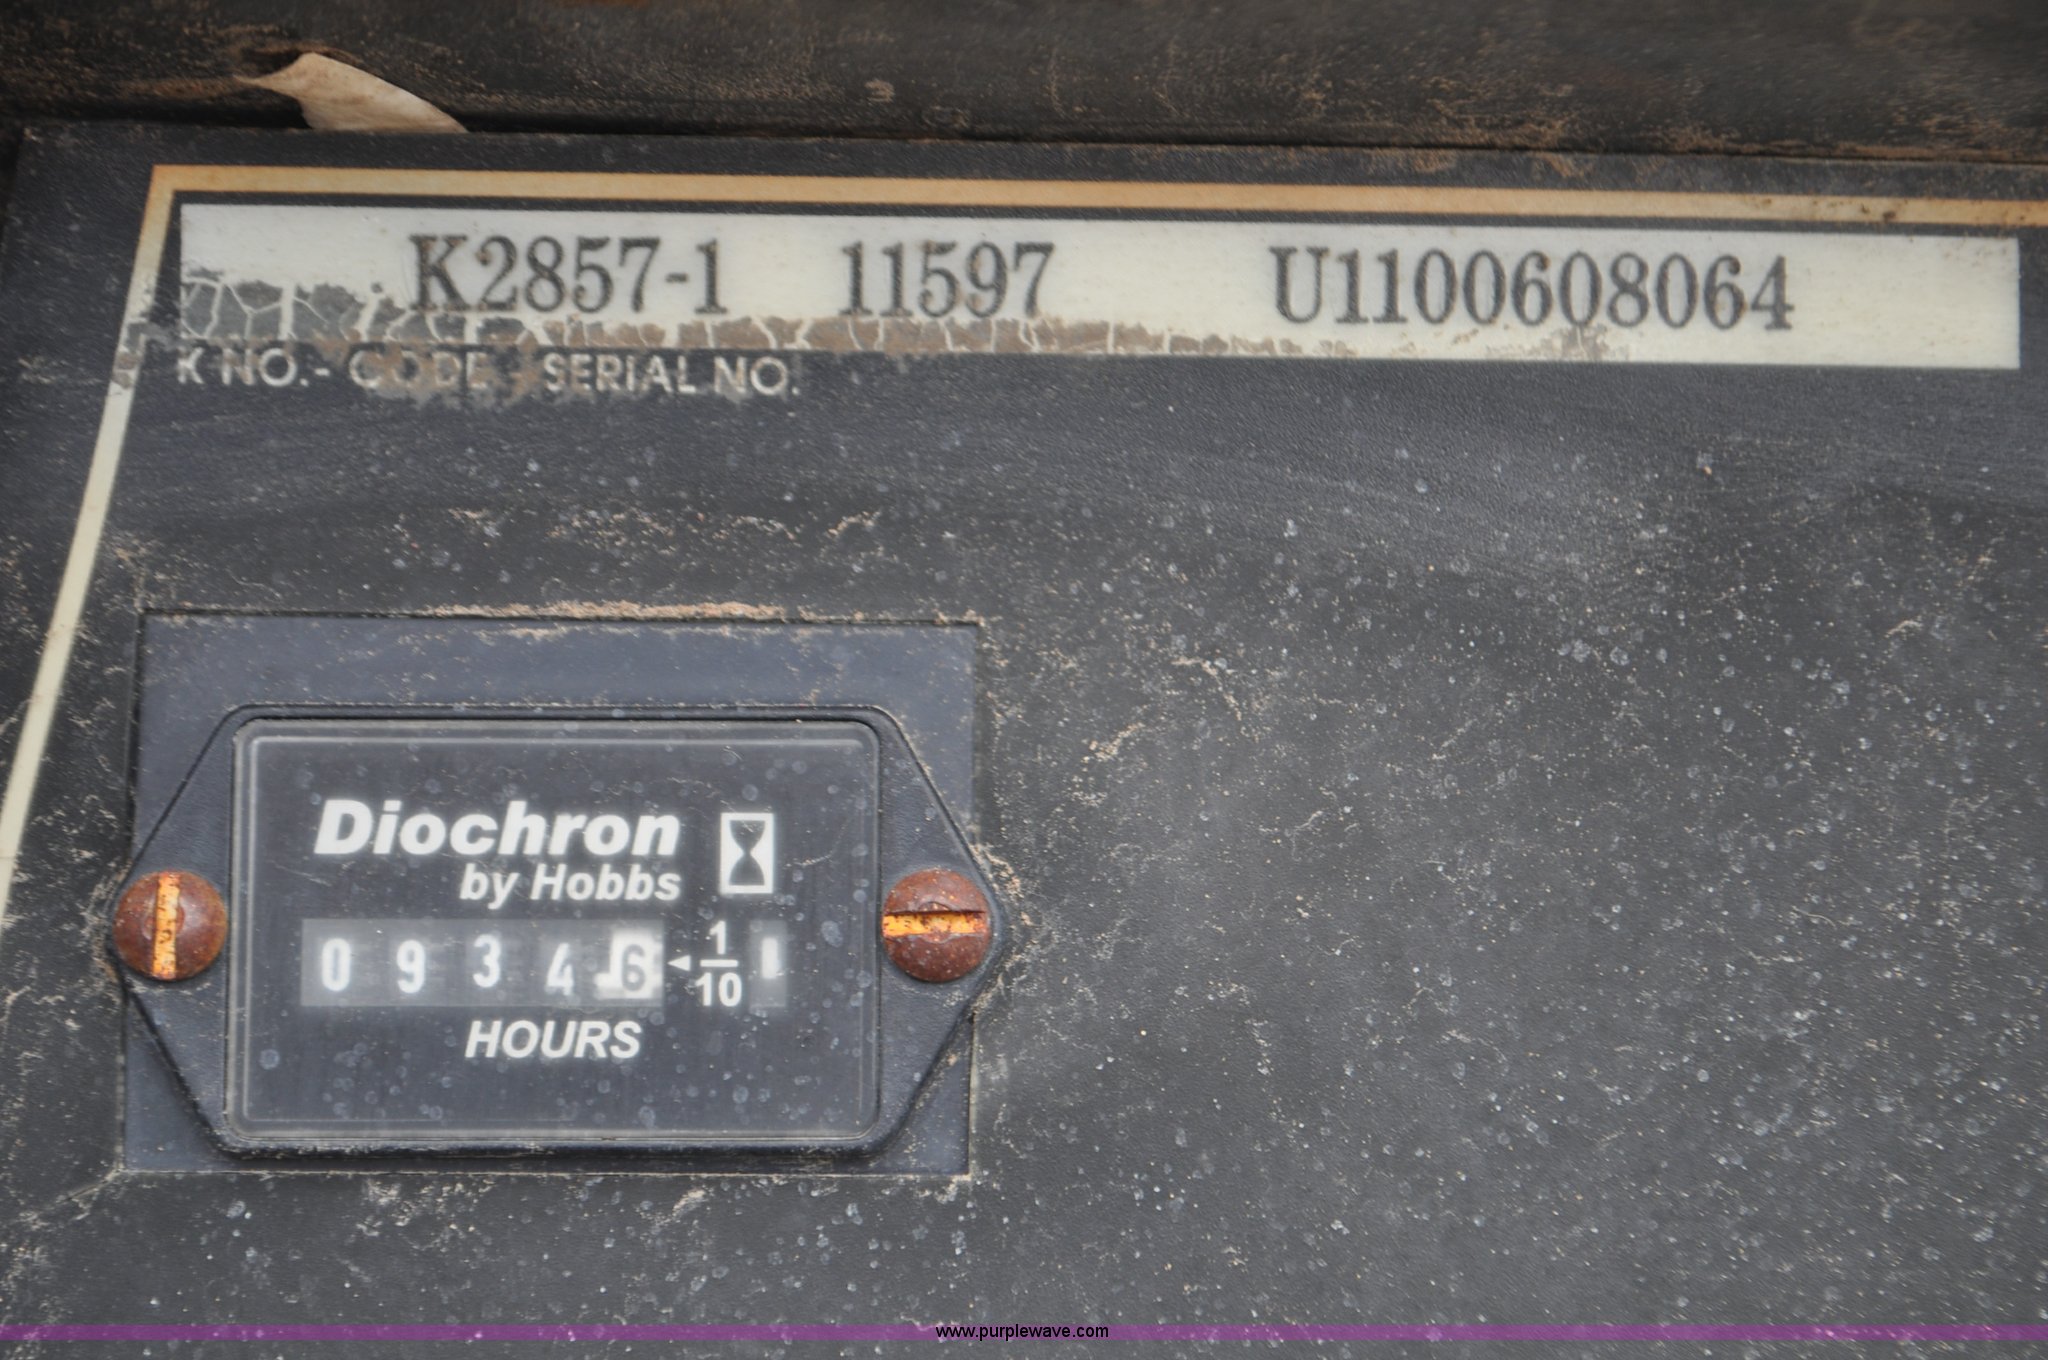 K2857-1 11597 U1100608064
K NO.- CODE - SERIAL NO.
Diochron
by Hobbs
0 9 3 4 6 1/10
HOURS
www.purplewave.com